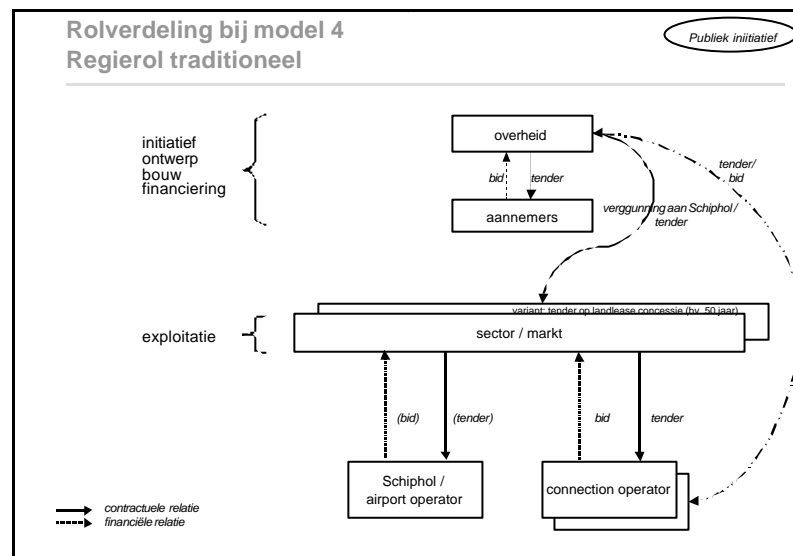 Rolverdeling bij model 4
Regierol traditioneel
Publiek iniitiatief
initiatief
ontwerp
bouw
financiering
overheid
bid
tender
aannemers
tender/
bid
verggunning aan Schiphol /
tender
variant: tender op landlease concessie (bv. 50 jaar)
sector / markt
exploitatie
(bid)
(tender)
bid
tender
Schiphol /
airport operator
connection operator
contractuele relatie
financiële relatie